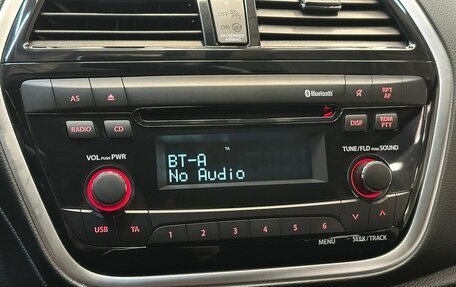 OFF
ON
PASSENGER
AIRBAG
AS
Bluetooth
RPT
AF
RADIO
CD
TA
DISP
RDM
PTY
VOL PUSH PWR
TUNE/FLD PUSH SOUND
BT-A
No Audio
USB
TA
1 2 3 4 5 6
MENU
SEEK/TRACK